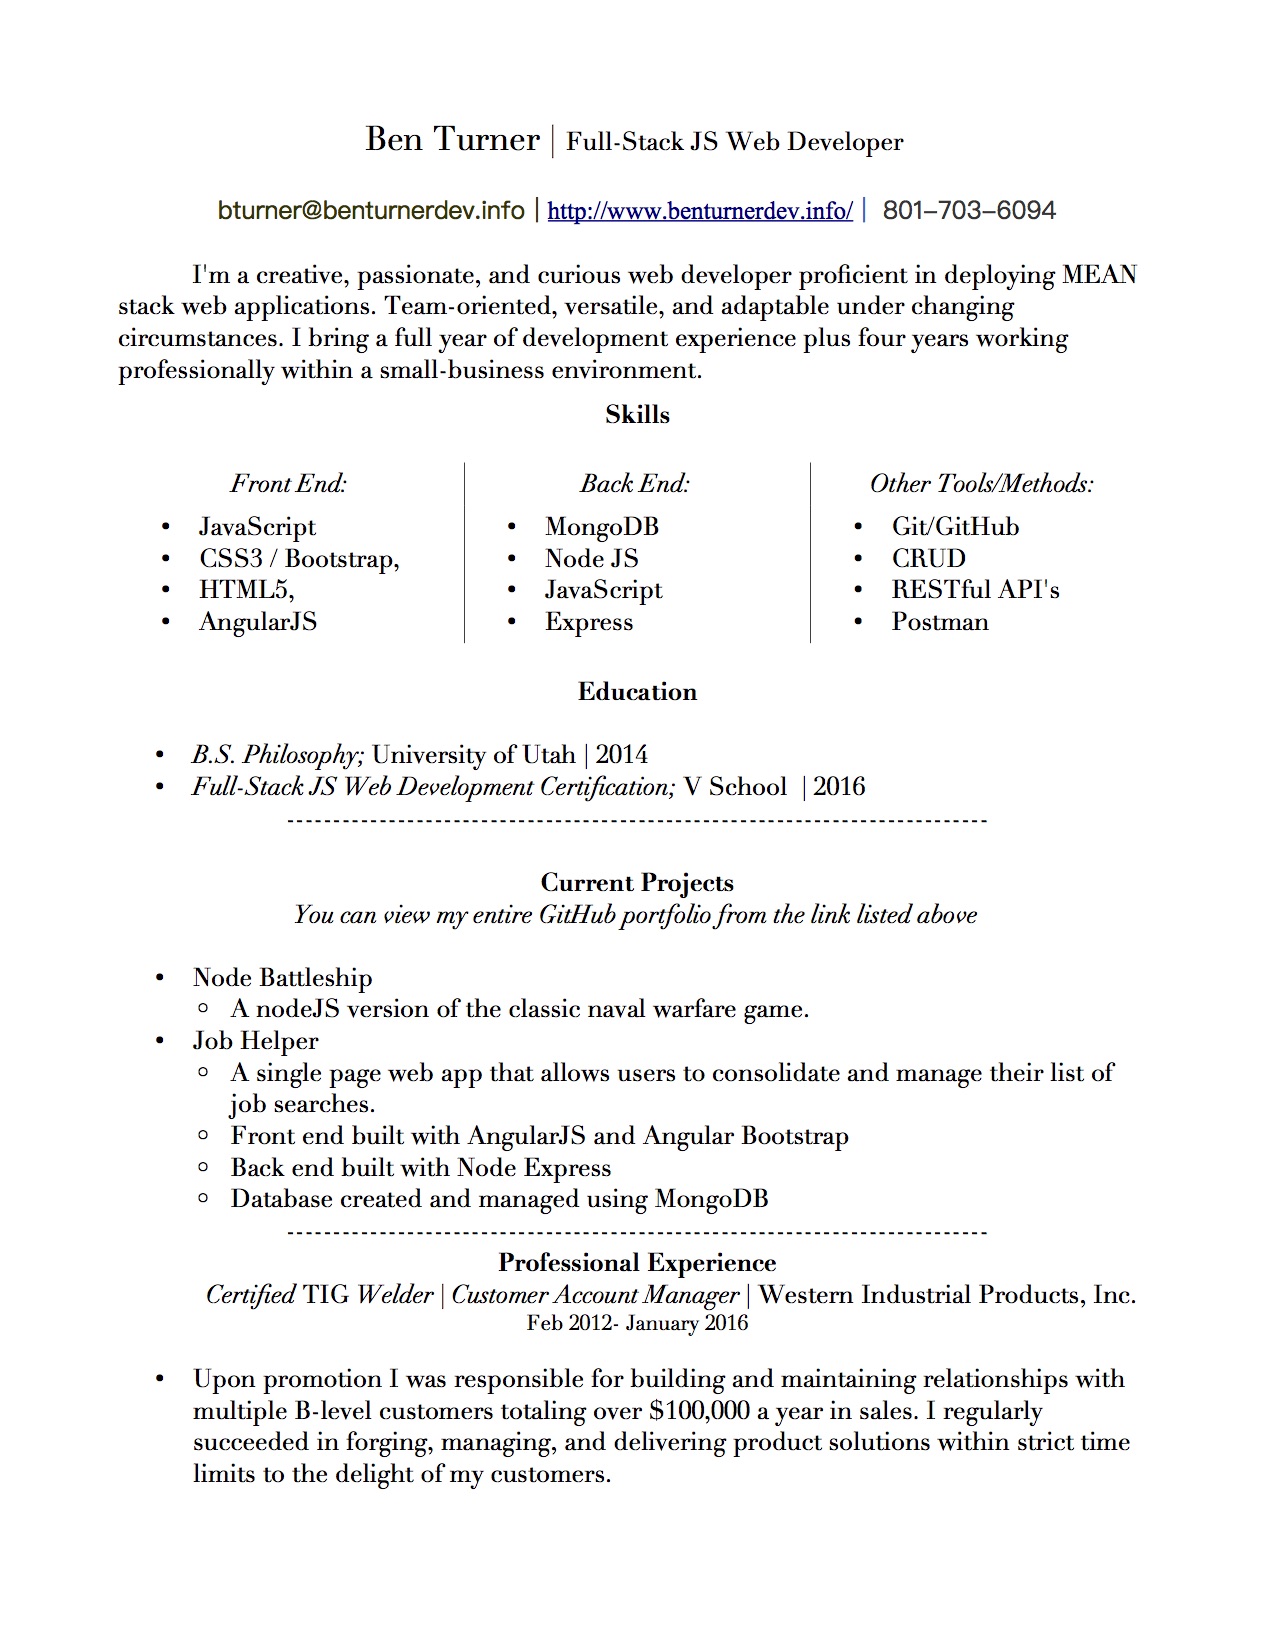 Ben Turner | Full-Stack JS Web Developer
bturner@benturnerdev.info | http://www.benturnerdev.info/ | 801-703-6094
I'm a creative, passionate, and curious web developer proficient in deploying MEAN
stack web applications. Team-oriented, versatile, and adaptable under changing
circumstances. I bring a full year of development experience plus four years working
professionally within a small-business environment.
Skills
Front End:
• JavaScript
• CSS3 / Bootstrap,
• HTML5,
• AngularJS
Back End:
• MongoDB
• Node JS
• JavaScript
• Express
Other Tools/Methods:
• Git/GitHub
• CRUD
• RESTful API's
• Postman
Education
• B.S. Philosophy; University of Utah | 2014
• Full-Stack JS Web Development Certification; V School | 2016
----------------------------------------------------------------------------
Current Projects
You can view my entire GitHub portfolio from the link listed above
• Node Battleship
◦ A nodeJS version of the classic naval warfare game.
• Job Helper
◦ A single page web app that allows users to consolidate and manage their list of
job searches.
◦ Front end built with AngularJS and Angular Bootstrap
◦ Back end built with Node Express
◦ Database created and managed using MongoDB
----------------------------------------------------------------------------
Professional Experience
Certified TIG Welder | Customer Account Manager | Western Industrial Products, Inc.
Feb 2012- January 2016
• Upon promotion I was responsible for building and maintaining relationships with
multiple B-level customers totaling over $100,000 a year in sales. I regularly
succeeded in forging, managing, and delivering product solutions within strict time
limits to the delight of my customers.